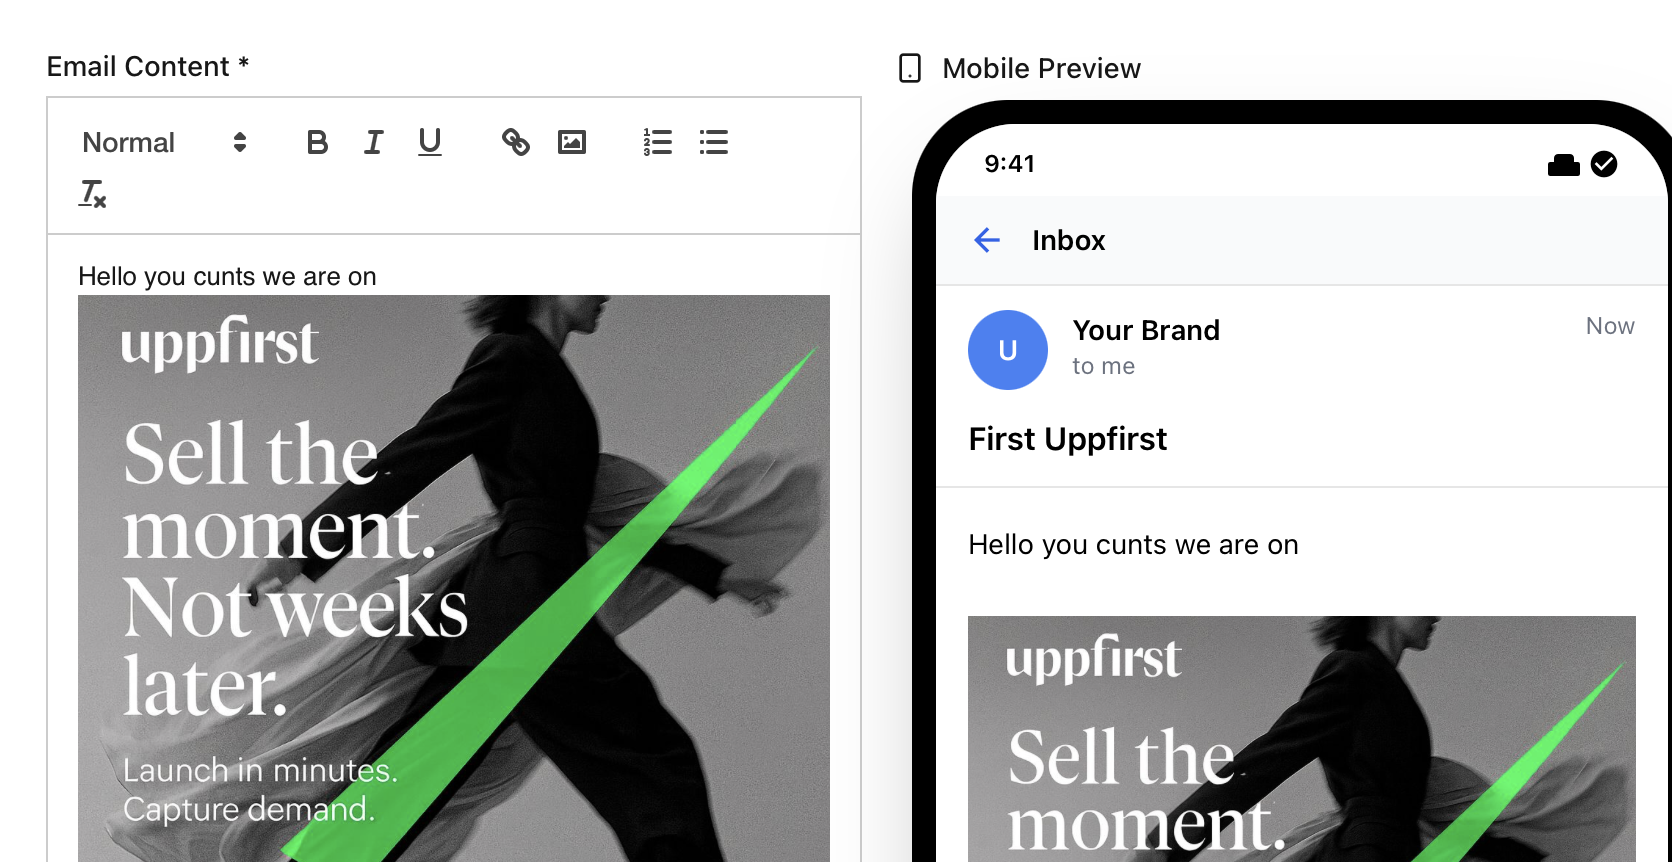 Email Content *
Normal
Hello you cunts we are on
uppfirst
Sell the
moment.
Not weeks
later.
Launch in minutes.
Capture demand.
Mobile Preview
9:41
Inbox
U
Your Brand
Now
to me
First Uppfirst
Hello you cunts we are on
uppfirst
Sell the
moment.